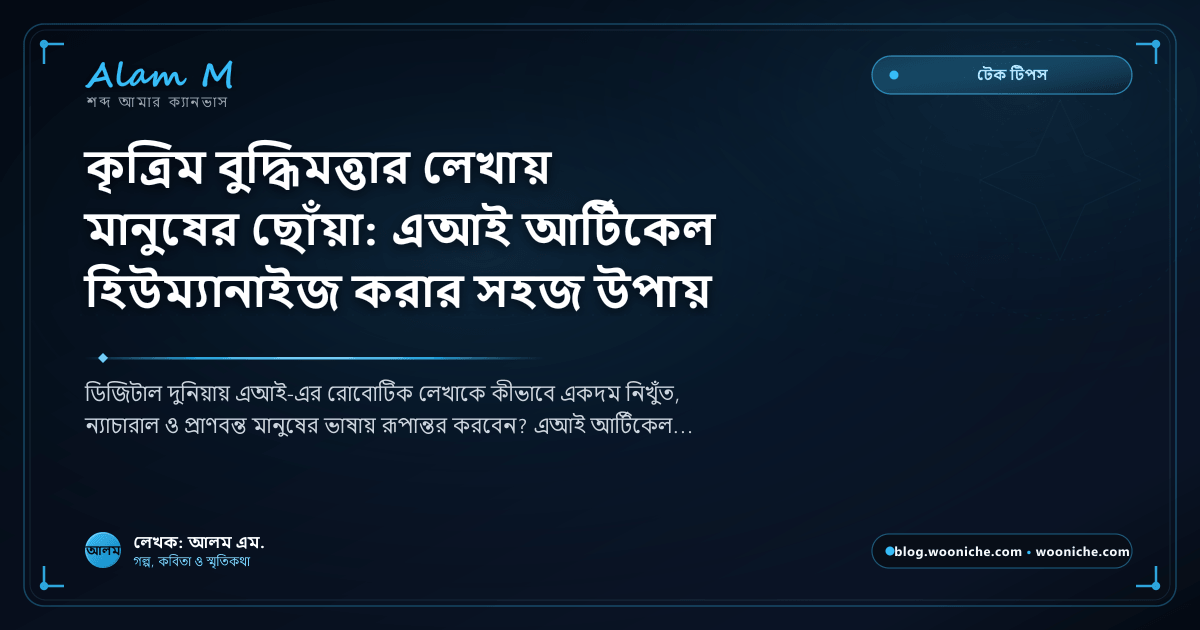 Alam M
শব্দ আমার ক্যানভাস
টেক টিপস
কৃত্রিম বুদ্ধিমত্তার লেখায়
মানুষের ছোঁয়া: এআই আর্টিকেল
হিউম্যানাইজ করার সহজ উপায়
ডিজিটাল দুনিয়ায় এআই-এর রোবোটিক লেখাকে কীভাবে একদম নিখুঁত,
ন্যাচারাল ও প্রাণবন্ত মানুষের ভাষায় রূপান্তর করবেন? এআই আর্টিকেল...
আলম
লেখক: আলম এম.
গল্প, কবিতা ও স্মৃতিকথা
blog.wooniche.com • wooniche.com